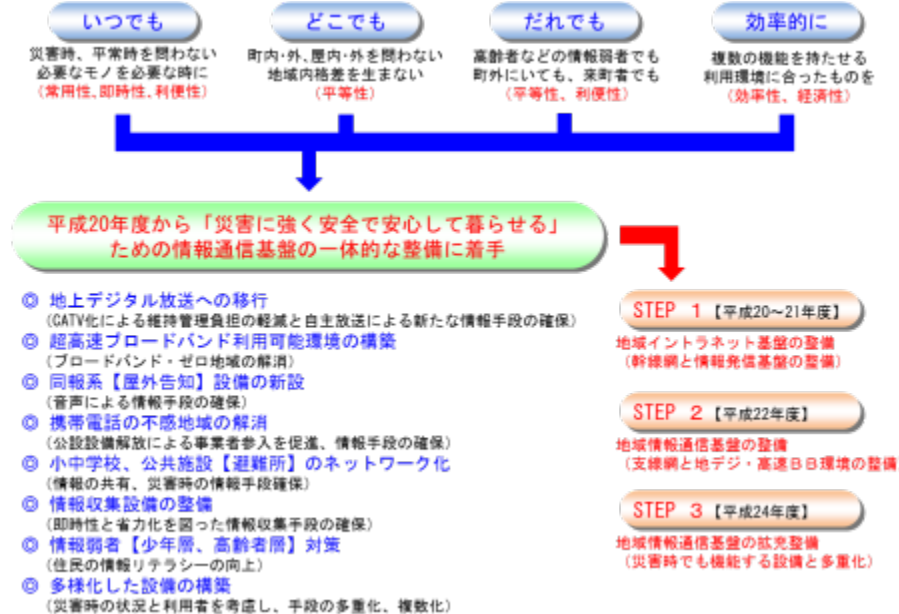 いつでも
災害時、平常時を問わない
必要なモノを必要な時に
(常用性、即時性、利便性)
どこでも
町内・外、屋内・外を問わない
地域内格差を生まない
(平等性)
だれでも
高齢者などの情報弱者でも
町外にいても、来町者でも
(平等性、利便性)
効率的に
複数の機能を持たせる
利用環境に合ったものを
(効率性、経済性)
平成20年度から「災害に強く安全で安心して暮らせる」
ための情報通信基盤の一体的な整備に着手
◎ 地上デジタル放送への移行
(CATV化による維持管理負担の軽減と自主放送による新たな情報手段の確保)
◎ 超高速ブロードバンド利用可能環境の構築
(ブロードバンド・ゼロ地域の解消)
◎ 同報系【屋外告知】設備の新設
(音声による情報手段の確保)
◎ 携帯電話の不感地域の解消
(公設設備解放による事業者参入を促進、情報手段の確保)
◎ 小中学校、公共施設【避難所】のネットワーク化
(情報の共有、災害時の情報手段確保)
◎ 情報収集設備の整備
(即時性と省力化を図った情報収集手段の確保)
◎ 情報弱者【少年層、高齢者層】対策
(住民の情報リテラシーの向上)
◎ 多様化した設備の構築
(災害時の状況と利用者を考慮し、手段の多重化、複数化)
STEP 1【平成20~21年度】
地域イントラネット基盤の整備
(幹線網と情報発信基盤の整備)
STEP 2【平成22年度】
地域情報通信基盤の整備
(支線網と地デジ・高速BB環境の整備
STEP 3【平成24年度】
地域情報通信基盤の拡充整備
(災害時でも機能する設備と多重化)